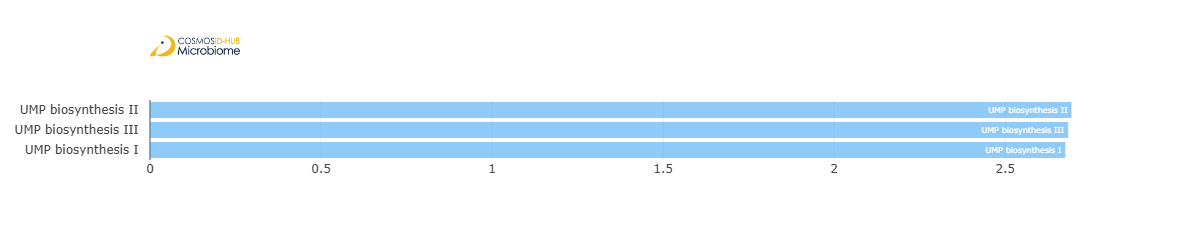 COSMOSID-HUB
Microbiome
UMP biosynthesis II
UMP biosynthesis II
UMP biosynthesis III
UMP biosynthesis III
UMP biosynthesis I
UMP biosynthesis I
0 0.5 1 1.5 2 2.5